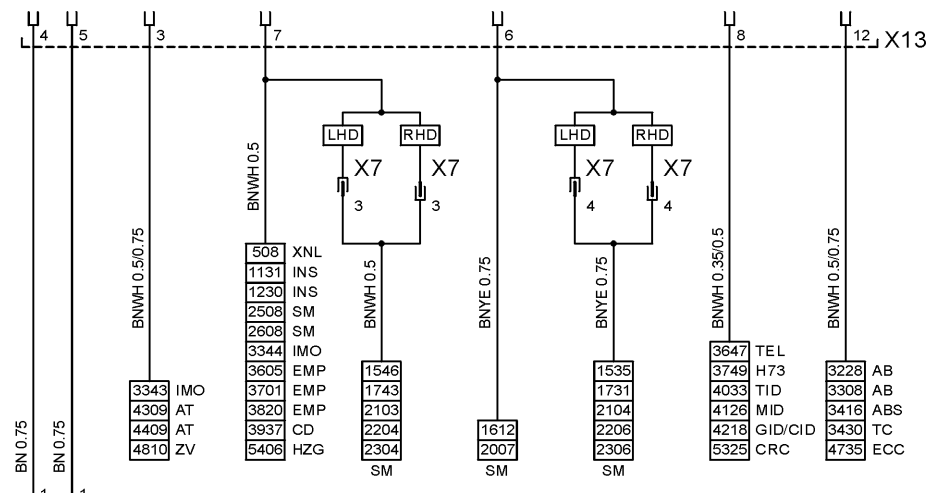 4 5 3 7 6 8 12 X13
LHD RHD LHD RHD
X7 X7 X7 X7
3 3 4 4
BNWH 0.5
BNWH 0.5/0.75
BNWH 0.5
BNYE 0.75
BNYE 0.75
BNWH 0.35/0.5
BNWH 0.5/0.75
BN 0.75
BN 0.75
3343 IMO
4309 AT
4409 AT
4810 ZV
508 XNL
1131 INS
1230 INS
2508 SM
2608 SM
3344 IMO
3605 EMP
3701 EMP
3820 EMP
3937 CD
5406 HZG
1546
1743
2103
2204
2304
SM
1612
2007
SM
1535
1731
2104
2206
2306
SM
3647 TEL
3749 H73
4033 TID
4126 MID
4218 GID/CID
5325 CRC
3228 AB
3308 AB
3416 ABS
3430 TC
4735 ECC
1 1